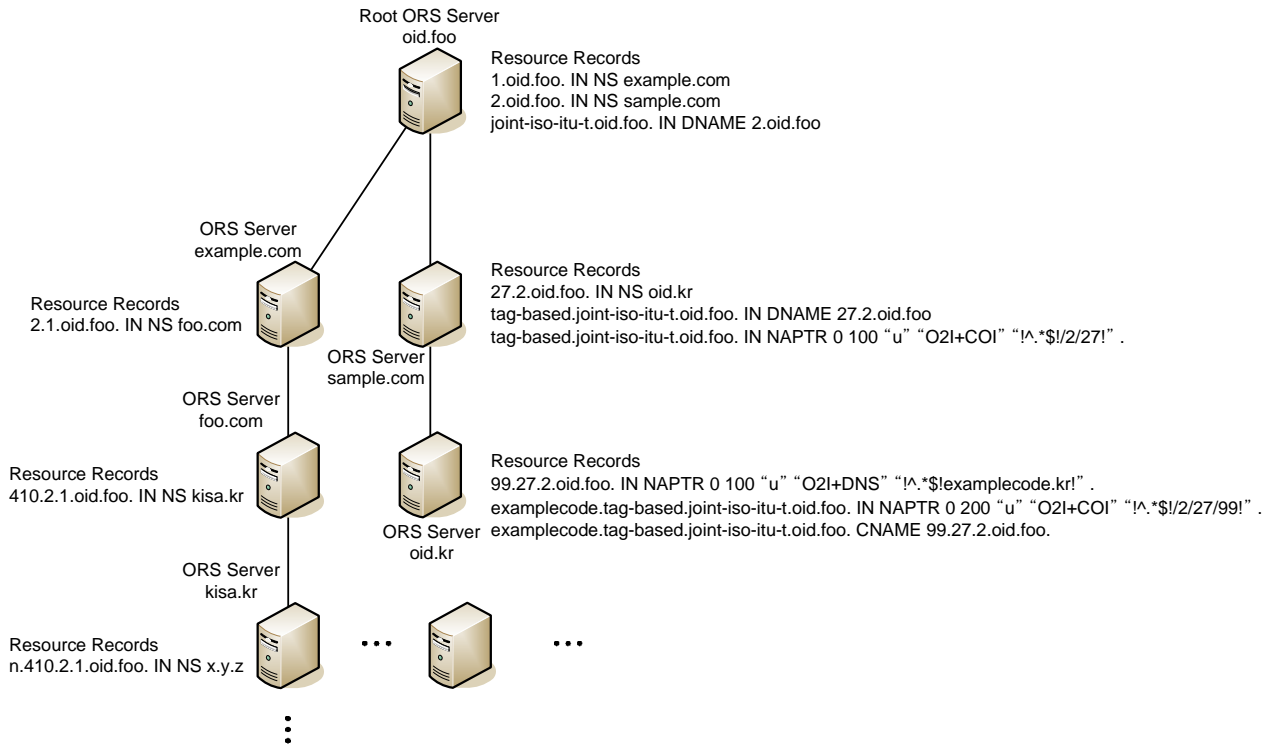 Root ORS Server
oid.foo
Resource Records
1.oid.foo. IN NS example.com
2.oid.foo. IN NS sample.com
joint-iso-itu-t.oid.foo. IN DNAME 2.oid.foo
ORS Server
example.com
Resource Records
2.1.oid.foo. IN NS foo.com
Resource Records
27.2.oid.foo. IN NS oid.kr
tag-based.joint-iso-itu-t.oid.foo. IN DNAME 27.2.oid.foo
tag-based.joint-iso-itu-t.oid.foo. IN NAPTR 0 100 “u” “O2I+COI” “!^.*$!/2/27!” .
ORS Server
sample.com
ORS Server
foo.com
Resource Records
410.2.1.oid.foo. IN NS kisa.kr
Resource Records
99.27.2.oid.foo. IN NAPTR 0 100 “u” “O2I+DNS” “!^.*$!examplecode.kr!” .
examplecode.tag-based.joint-iso-itu-t.oid.foo. IN NAPTR 0 200 “u” “O2I+COI” “!^.*$!/2/27/99!” .
examplecode.tag-based.joint-iso-itu-t.oid.foo. CNAME 99.27.2.oid.foo.
ORS Server
oid.kr
ORS Server
kisa.kr
Resource Records
n.410.2.1.oid.foo. IN NS x.y.z